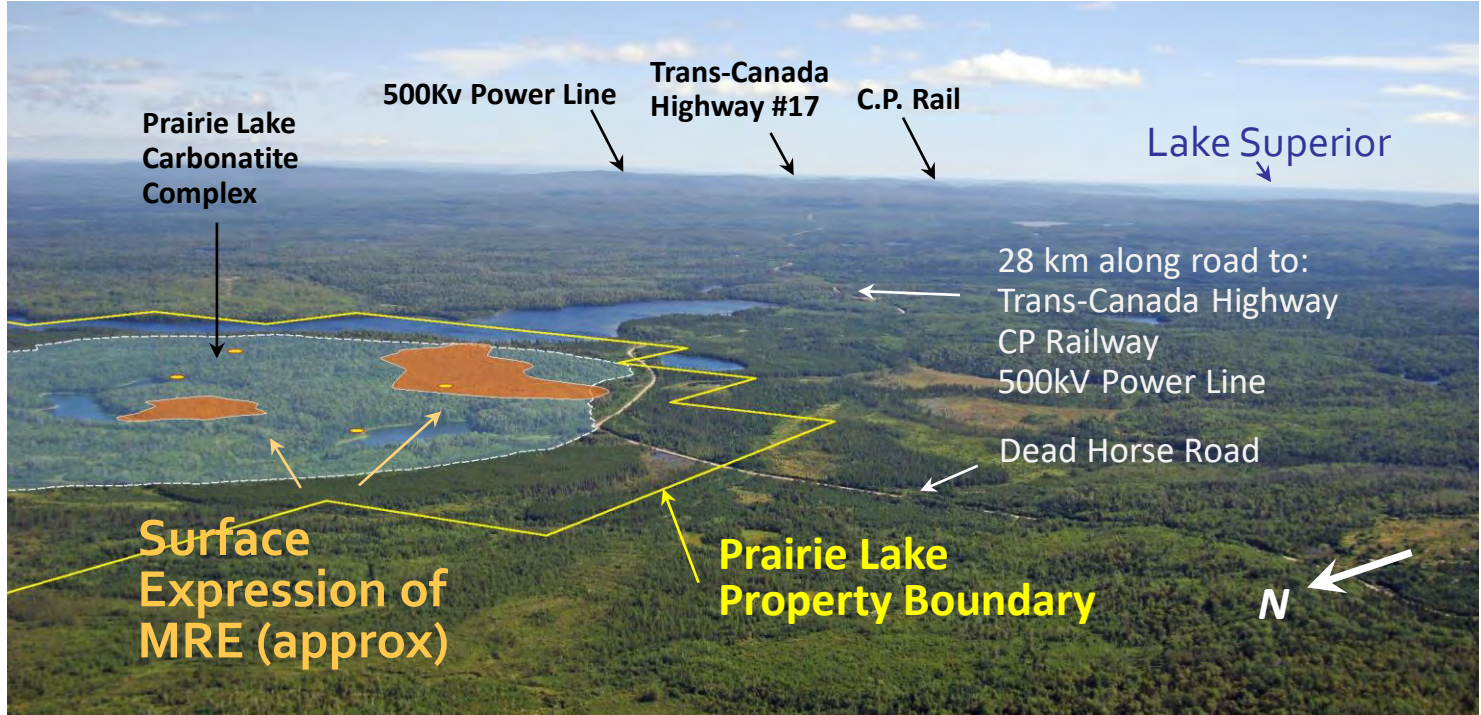 500Kv Power Line
Trans-Canada
Highway #17
C.P. Rail
Prairie Lake
Carbonatite
Complex
Lake Superior
28 km along road to:
Trans-Canada Highway
CP Railway
500kV Power Line
Dead Horse Road
Surface
Expression of
MRE (approx)
Prairie Lake
Property Boundary
N